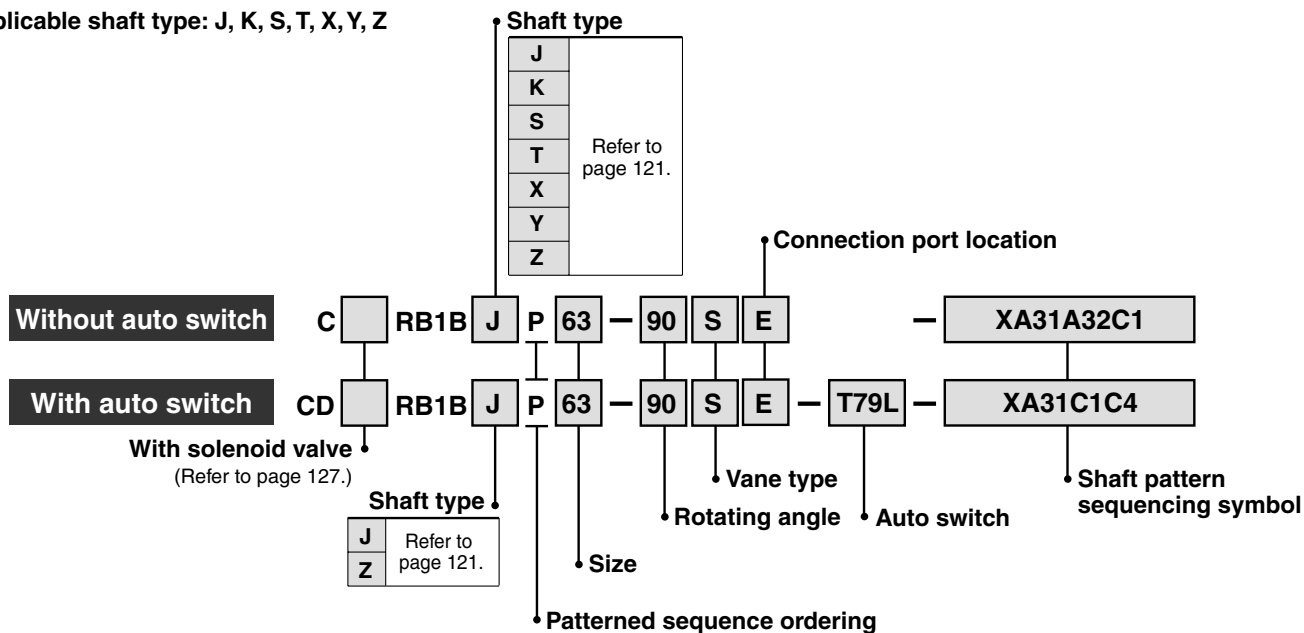 plicable shaft type: J, K, S, T, X, Y, Z
Shaft type
J
K
S
T
X
Y
Z
Refer to
page 121.
Connection port location
Without auto switch C RB1B J P 63 — 90 S E — XA31A32C1
With auto switch CD RB1B J P 63 — 90 S E — T79L — XA31C1C4
With solenoid valve
(Refer to page 127.)
Shaft type
J
Z
Refer to
page 121.
Vane type
Rotating angle
Auto switch
Shaft pattern
sequencing symbol
Size
Patterned sequence ordering